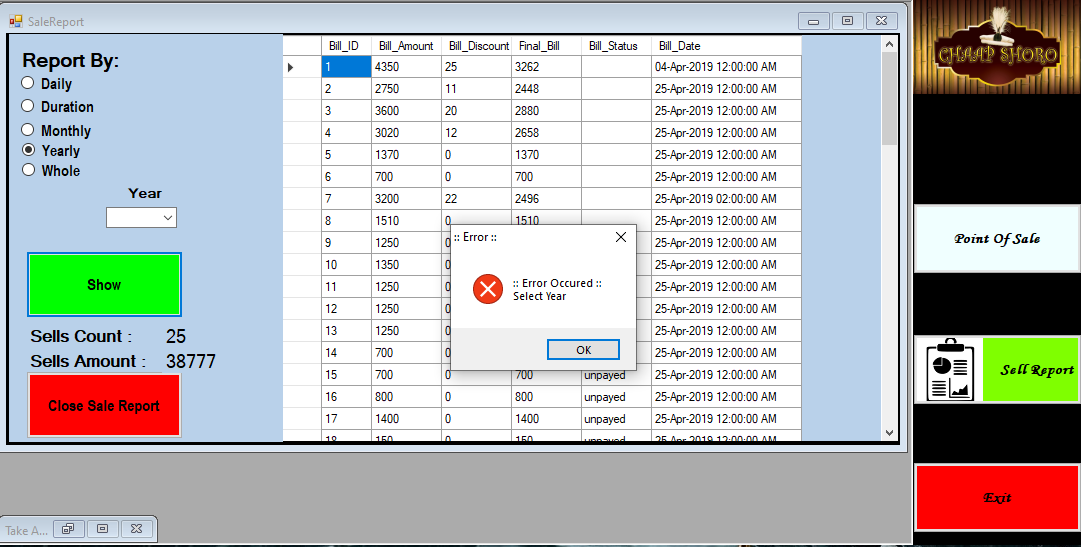 SaleReport
CHAAP SHORO
Report By:
Daily
Duration
Monthly
Yearly
Whole
Year
Show
Sells Count : 25
Sells Amount : 38777
Close Sale Report
Bill_ID Bill_Amount Bill_Discount Final_Bill Bill_Status Bill_Date
1 4350 25 3262 04-Apr-2019 12:00:00 AM
2 2750 11 2448 25-Apr-2019 12:00:00 AM
3 3600 20 2880 25-Apr-2019 12:00:00 AM
4 3020 12 2658 25-Apr-2019 12:00:00 AM
5 1370 0 1370 25-Apr-2019 12:00:00 AM
6 700 0 700 25-Apr-2019 12:00:00 AM
7 3200 22 2496 25-Apr-2019 02:00:00 AM
8 1510 0 1510 25-Apr-2019 12:00:00 AM
9 1250 0 25-Apr-2019 12:00:00 AM
10 1350 0 25-Apr-2019 12:00:00 AM
11 1250 0 25-Apr-2019 12:00:00 AM
12 1250 0 25-Apr-2019 12:00:00 AM
13 1250 0 25-Apr-2019 12:00:00 AM
14 700 0 25-Apr-2019 12:00:00 AM
15 700 0 700 unpayed 25-Apr-2019 12:00:00 AM
16 800 0 800 unpayed 25-Apr-2019 12:00:00 AM
17 1400 0 1400 unpayed 25-Apr-2019 12:00:00 AM
18 150 0 150 unpayed 25-Apr-2019 12:00:00 AM
:: Error ::
:: Error Occured ::
Select Year
OK
Point Of Sale
Sell Report
Exit
Take A...